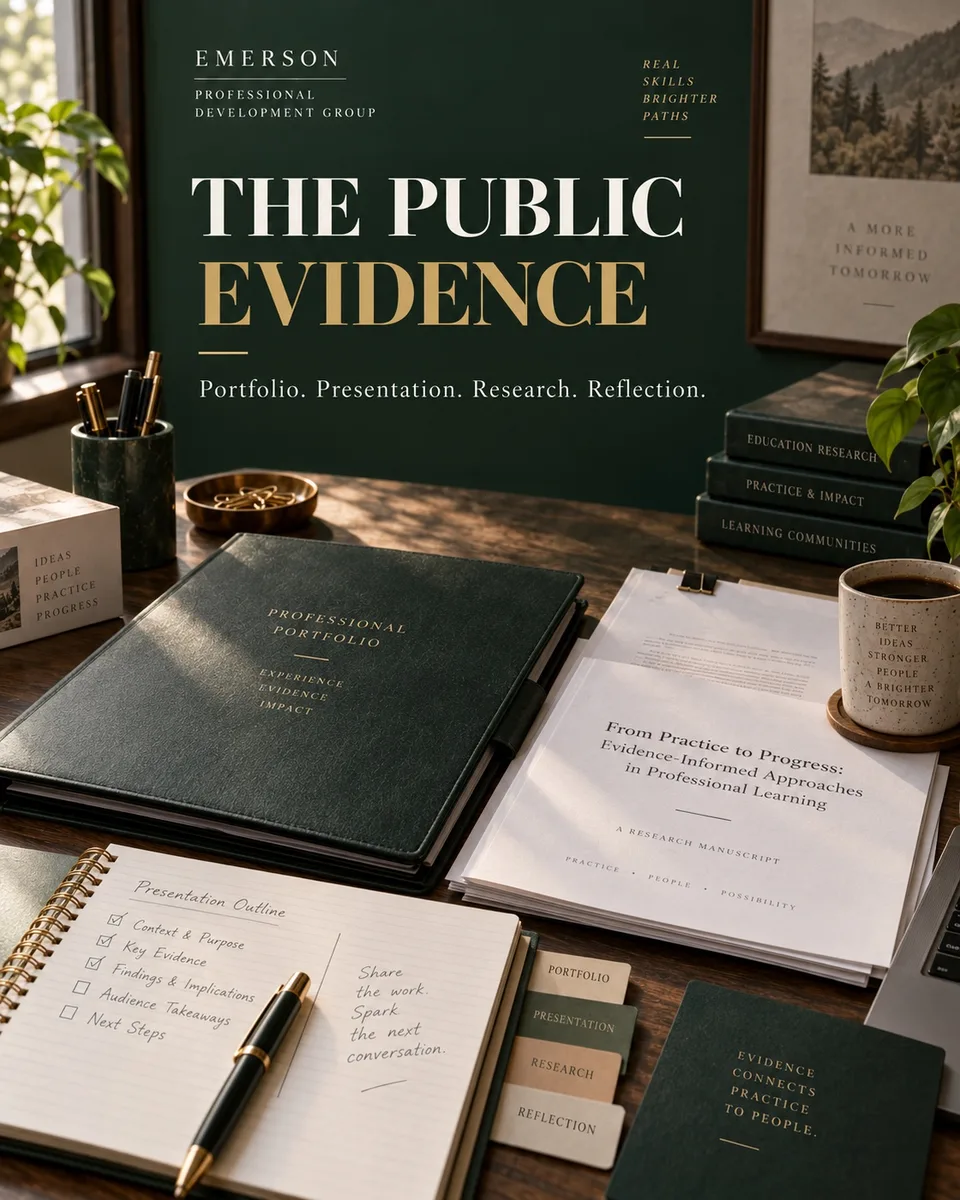 EMERSON
PROFESSIONAL
DEVELOPMENT GROUP
REAL
SKILLS
BRIGHTER
PATHS
THE PUBLIC
EVIDENCE
Portfolio. Presentation. Research. Reflection.
A MORE
INFORMED
TOMORROW
EDUCATION RESEARCH
PRACTICE & IMPACT
LEARNING COMMUNITIES
IDEAS
PEOPLE
PRACTICE
PROGRESS
PROFESSIONAL
PORTFOLIO
EXPERIENCE
EVIDENCE
IMPACT
BETTER
IDEAS
STRONGER
PEOPLE
A BRIGHTER
TOMORROW
From Practice to Progress:
Evidence-Informed Approaches
in Professional Learning
A RESEARCH MANUSCRIPT
PRACTICE • PEOPLE • POSSIBILITY
Presentation Outline
☑ Context & Purpose
☑ Key Evidence
☑ Findings & Implications
☐ Audience Takeaways
☐ Next Steps
Share
the work.
Spark
the next
conversation.
PORTFOLIO
PRESENTATION
RESEARCH
REFLECTION
EVIDENCE
CONNECTS
PRACTICE
TO PEOPLE.